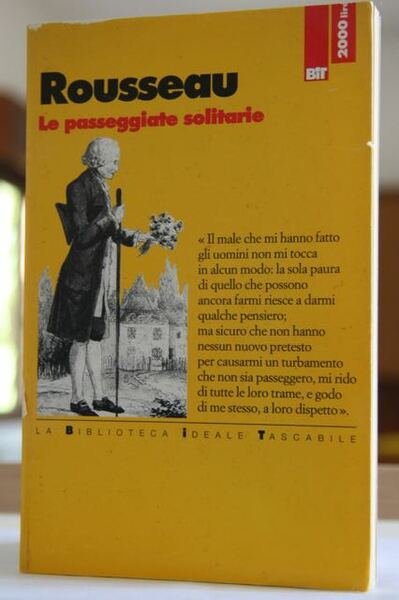 BIT
2000 lire
Rousseau
Le passeggiate solitarie
« Il male che mi hanno fatto
gli uomini non mi tocca
in alcun modo: la sola paura
di quello che possono
ancora farmi riesce a darmi
qualche pensiero;
ma sicuro che non hanno
nessun nuovo pretesto
per causarmi un turbamento
che non sia passeggero, mi rido
di tutte le loro trame, e godo
di me stesso, a loro dispetto».
LA BIBLIOTECA IDEALE TASCABILE